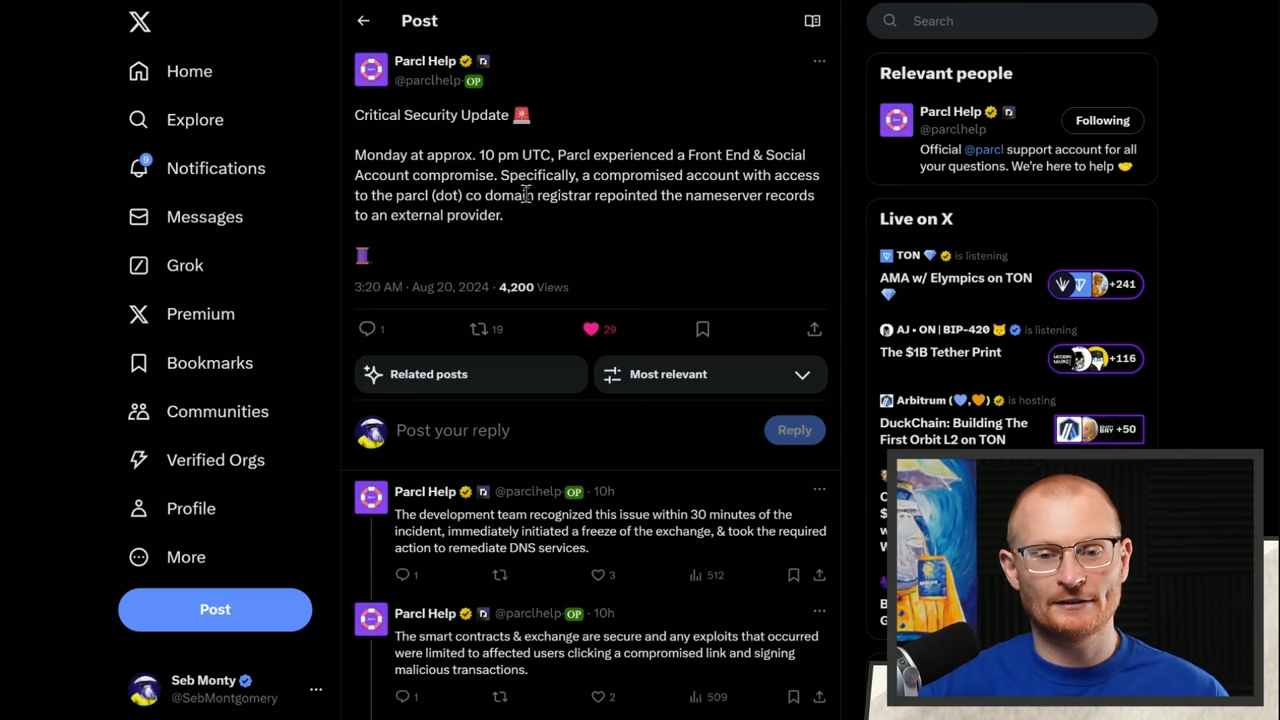 Home
Explore
9
Notifications
Messages
Grok
Premium
Bookmarks
Communities
Verified Orgs
Profile
More
Post
Seb Monty
@SebMontgomery
Post
Parcl Help
@parclhelp OP
Critical Security Update 🚨
Monday at approx. 10 pm UTC, Parcl experienced a Front End & Social
Account compromise. Specifically, a compromised account with access
to the parcl (dot) co domain registrar repointed the nameserver records
to an external provider.
🧵
3:20 AM · Aug 20, 2024 · 4,200 Views
1
19
29
Related posts
Most relevant
Post your reply
Reply
Parcl Help @parclhelp OP · 10h
The development team recognized this issue within 30 minutes of the
incident, immediately initiated a freeze of the exchange, & took the required
action to remediate DNS services.
1
3
512
Parcl Help @parclhelp OP · 10h
The smart contracts & exchange are secure and any exploits that occurred
were limited to affected users clicking a compromised link and signing
malicious transactions.
1
2
509
Search
Relevant people
Parcl Help
@parclhelp
Following
Official @parcl support account for all
your questions. We're here to help 🤝
Live on X
TON 💎 is listening
AMA w/ Elympics on TON
💎
+241
AJ • ON | BIP-420 😺 is listening
The $1B Tether Print
+116
Arbitrum (💙,🧡) is hosting
DuckChain: Building The
First Orbit L2 on TON
+50